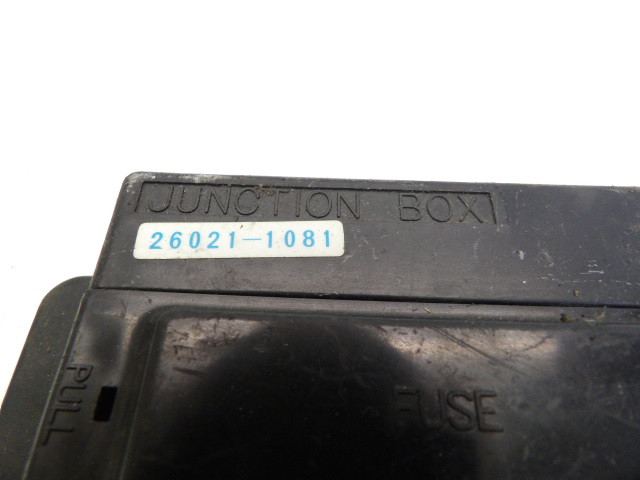 JUNCTION BOX
26021-1081
PULL
FUSE